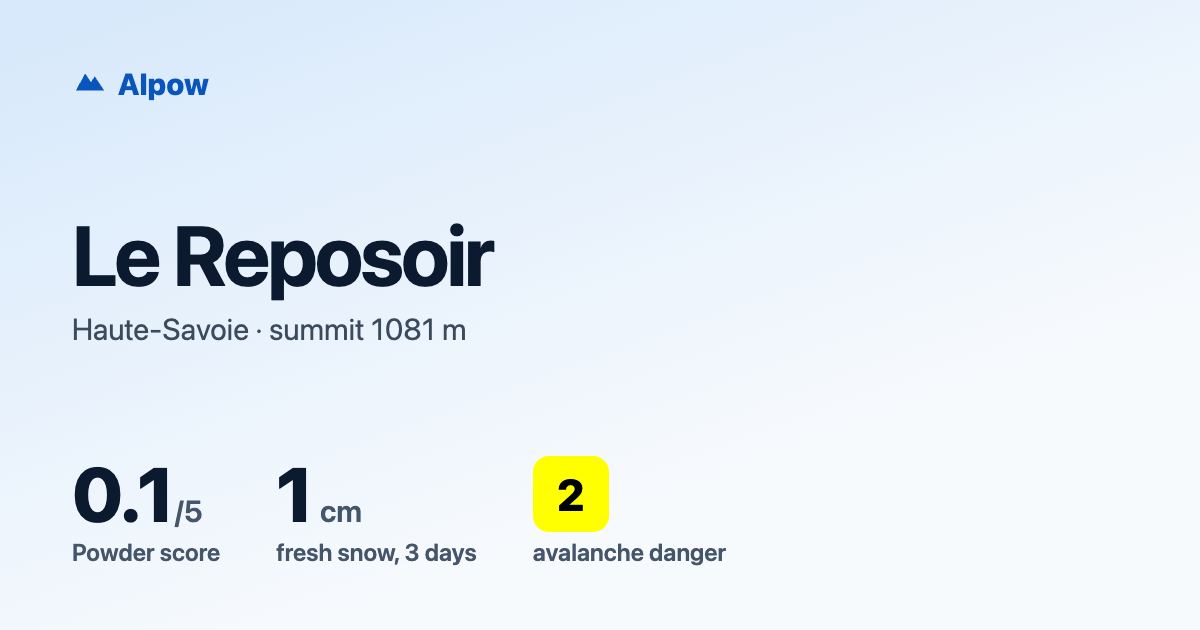 Alpow
Le Reposoir
Haute-Savoie · summit 1081 m
0.1/5
Powder score
1 cm
fresh snow, 3 days
2
avalanche danger